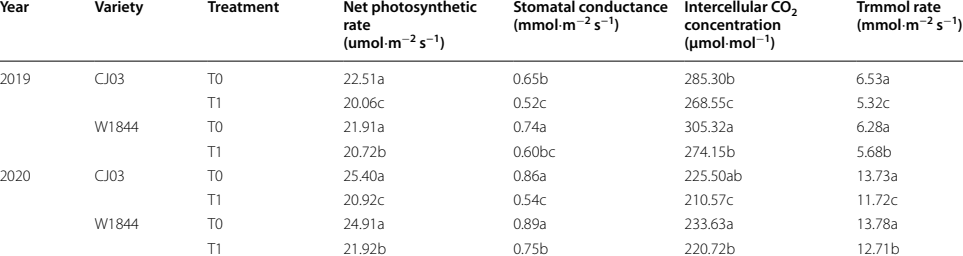 Year Variety Treatment Net photosynthetic rate (umol·m−2 s−1) Stomatal conductance (mmol·m−2 s−1) Intercellular CO2 concentration (μmol·mol−1) Trmmol rate (mmol·m−2 s−1)
2019 CJ03 T0 22.51a 0.65b 285.30b 6.53a
T1 20.06c 0.52c 268.55c 5.32c
W1844 T0 21.91a 0.74a 305.32a 6.28a
T1 20.72b 0.60bc 274.15b 5.68b
2020 CJ03 T0 25.40a 0.86a 225.50ab 13.73a
T1 20.92c 0.54c 210.57c 11.72c
W1844 T0 24.91a 0.89a 233.63a 13.78a
T1 21.92b 0.75b 220.72b 12.71b